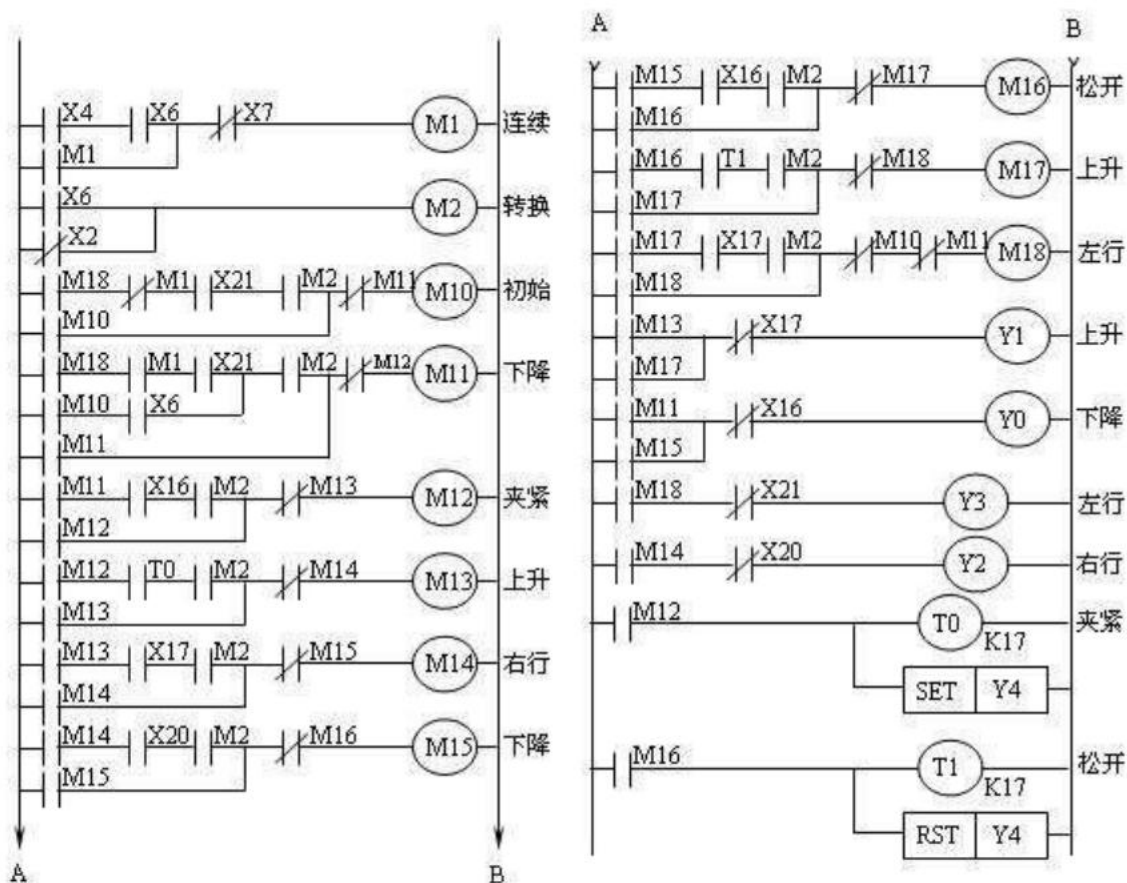 X4 X6 X7 M1 连续
M1
X6 M2 转换
X2
M18 M1 X21 M2 M11 M10 初始
M10
M18 M1 X21 M2 M12 M11 下降
M10 X6
M11
M11 X16 M2 M13 M12 夹紧
M12
M12 T0 M2 M14 M13 上升
M13
M13 X17 M2 M15 M14 右行
M14
M14 X20 M2 M16 M15 下降
M15
A B
A B
M15 X16 M2 M17 M16 松开
M16
M16 T1 M2 M18 M17 上升
M17
M17 X17 M2 M10 M11 M18 左行
M18
M13 X17 Y1 上升
M17
M11 X16 Y0 下降
M15
M18 X21 Y3 左行
M14 X20 Y2 右行
M12 T0 K17 夹紧
SET Y4
M16 T1 K17 松开
RST Y4